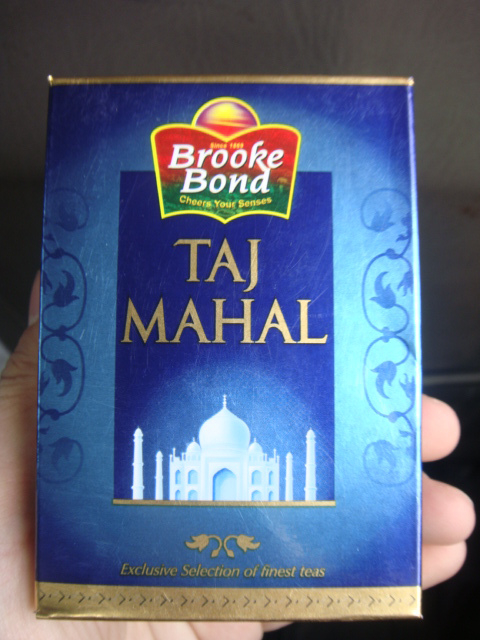 Since 1869
Brooke
Bond
Cheers Your Senses
TAJ
MAHAL
Exclusive Selection of finest teas